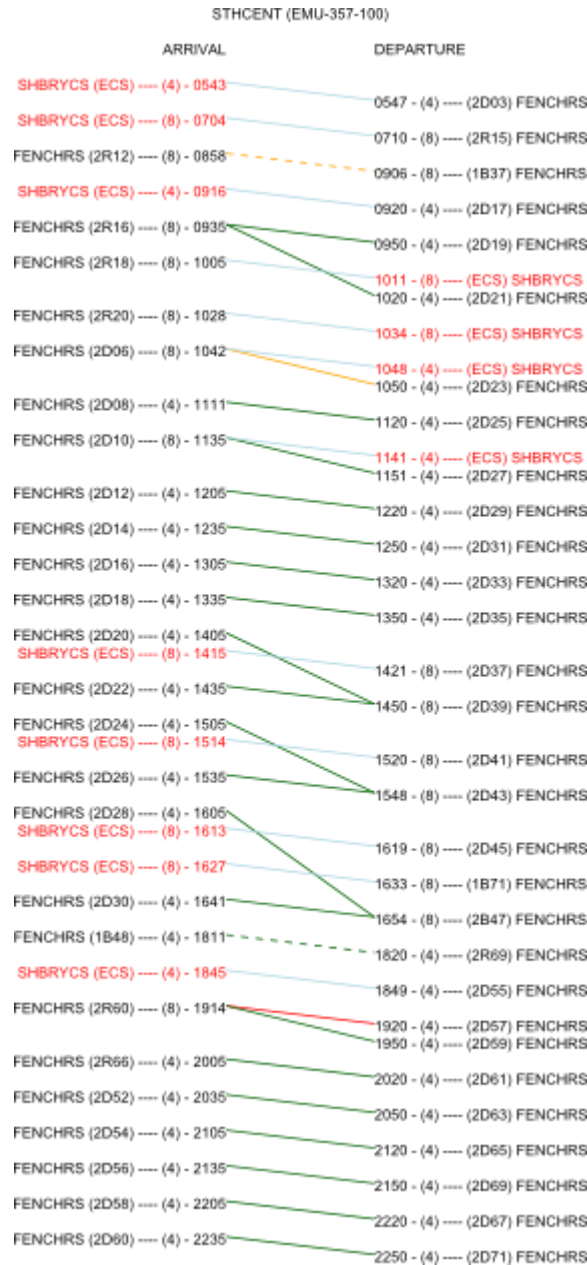 STHCENT (EMU-357-100)
ARRIVAL DEPARTURE
SHBRYCS (ECS) ---- (4) - 0543
0547 - (4) ---- (2D03) FENCHRS
SHBRYCS (ECS) ---- (8) - 0704
0710 - (8) ---- (2R15) FENCHRS
FENCHRS (2R12) ---- (8) - 0858
0906 - (8) ---- (1B37) FENCHRS
SHBRYCS (ECS) ---- (4) - 0916
0920 - (4) ---- (2D17) FENCHRS
FENCHRS (2R16) ---- (8) - 0935
0950 - (4) ---- (2D19) FENCHRS
FENCHRS (2R18) ---- (8) - 1005
1011 - (8) ---- (ECS) SHBRYCS
1020 - (4) ---- (2D21) FENCHRS
FENCHRS (2R20) ---- (8) - 1028
1034 - (8) ---- (ECS) SHBRYCS
FENCHRS (2D06) ---- (8) - 1042
1048 - (4) ---- (ECS) SHBRYCS
1050 - (4) ---- (2D23) FENCHRS
FENCHRS (2D08) ---- (4) - 1111
1120 - (4) ---- (2D25) FENCHRS
FENCHRS (2D10) ---- (8) - 1135
1141 - (4) ---- (ECS) SHBRYCS
1151 - (4) ---- (2D27) FENCHRS
FENCHRS (2D12) ---- (4) - 1205
1220 - (4) ---- (2D29) FENCHRS
FENCHRS (2D14) ---- (4) - 1235
1250 - (4) ---- (2D31) FENCHRS
FENCHRS (2D16) ---- (4) - 1305
1320 - (4) ---- (2D33) FENCHRS
FENCHRS (2D18) ---- (4) - 1335
1350 - (4) ---- (2D35) FENCHRS
FENCHRS (2D20) ---- (4) - 1405
SHBRYCS (ECS) ---- (8) - 1415
1421 - (8) ---- (2D37) FENCHRS
FENCHRS (2D22) ---- (4) - 1435
1450 - (8) ---- (2D39) FENCHRS
FENCHRS (2D24) ---- (4) - 1505
SHBRYCS (ECS) ---- (8) - 1514
1520 - (8) ---- (2D41) FENCHRS
FENCHRS (2D26) ---- (4) - 1535
1548 - (8) ---- (2D43) FENCHRS
FENCHRS (2D28) ---- (4) - 1605
SHBRYCS (ECS) ---- (8) - 1613
1619 - (8) ---- (2D45) FENCHRS
SHBRYCS (ECS) ---- (8) - 1627
1633 - (8) ---- (1B71) FENCHRS
FENCHRS (2D30) ---- (4) - 1641
1654 - (8) ---- (2B47) FENCHRS
FENCHRS (1B48) ---- (4) - 1811
1820 - (4) ---- (2R69) FENCHRS
SHBRYCS (ECS) ---- (4) - 1845
1849 - (4) ---- (2D55) FENCHRS
FENCHRS (2R60) ---- (8) - 1914
1920 - (4) ---- (2D57) FENCHRS
1950 - (4) ---- (2D59) FENCHRS
FENCHRS (2R66) ---- (4) - 2005
2020 - (4) ---- (2D61) FENCHRS
FENCHRS (2D52) ---- (4) - 2035
2050 - (4) ---- (2D63) FENCHRS
FENCHRS (2D54) ---- (4) - 2105
2120 - (4) ---- (2D65) FENCHRS
FENCHRS (2D56) ---- (4) - 2135
2150 - (4) ---- (2D69) FENCHRS
FENCHRS (2D58) ---- (4) - 2205
2220 - (4) ---- (2D67) FENCHRS
FENCHRS (2D60) ---- (4) - 2235
2250 - (4) ---- (2D71) FENCHRS